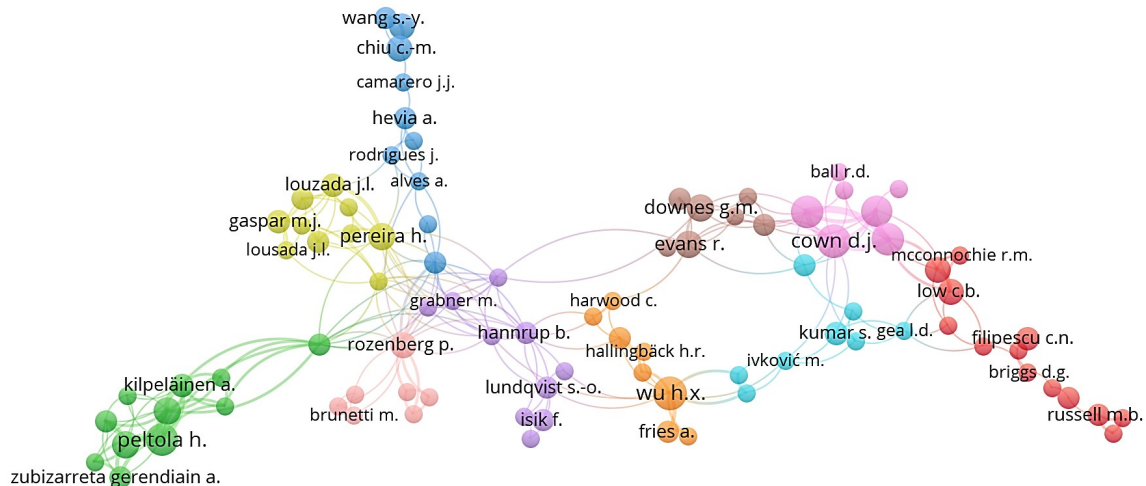 wang s.-y.
chiu c.-m.
camarero j.j.
hevia a.
rodrigues j.
alves a.
louzada j.l.
gaspar m.j.
pereira h.
lousada j.l.
ball r.d.
downes g.m.
evans r.
cown d.j.
mcconnochie r.m.
low c.b.
grabner m.
harwood c.
hannrup b.
rozenberg p.
hallingbäck h.r.
kumar s.
gea l.d.
filipescu c.n.
ivković m.
briggs d.g.
kilpeläinen a.
lundqvist s.-o.
wu h.x.
brunetti m.
isik f.
fries a.
russell m.b.
peltola h.
zubizarreta gerendiain a.